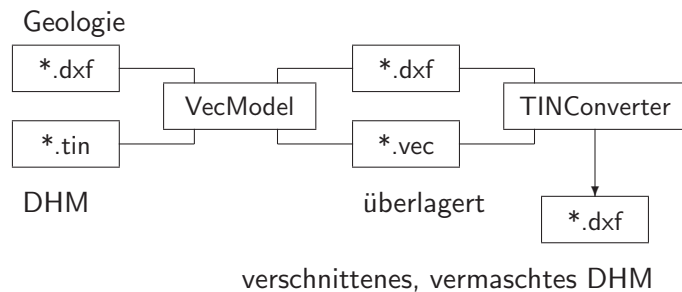 Geologie
*.dxf
*.dxf
VecModel
TINConverter
*.tin
*.vec
DHM
überlagert
*.dxf
verschnittenes, vermaschtes DHM